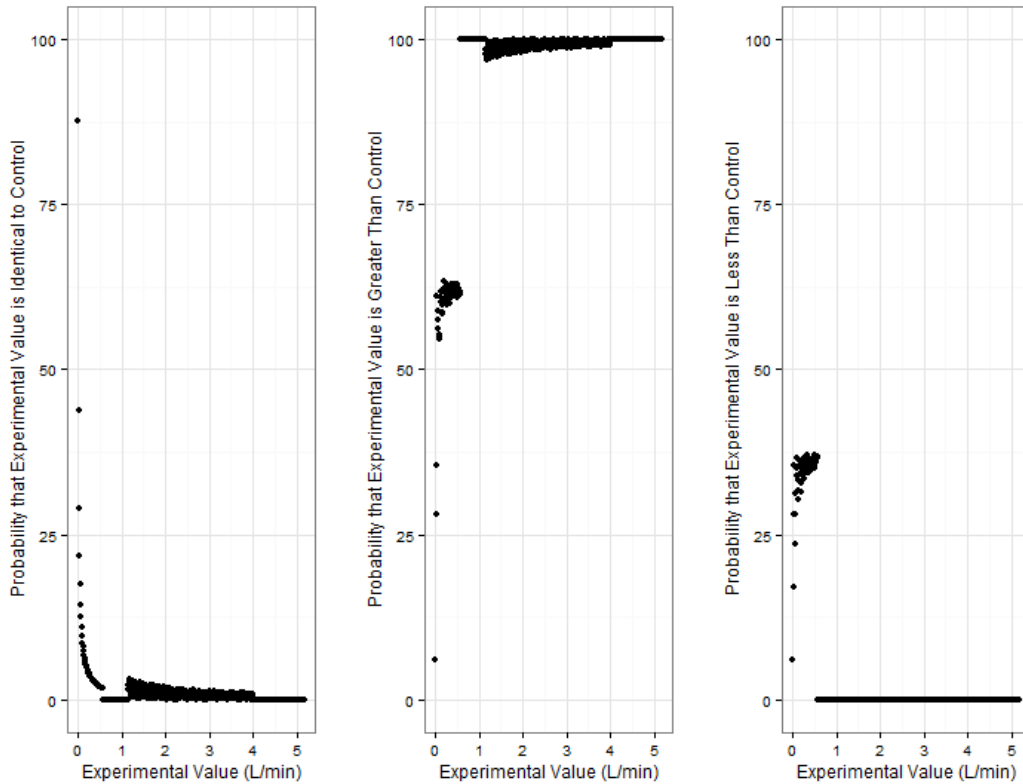 Probability that Experimental Value is Identical to Control
100
75
50
25
0
0 1 2 3 4 5
Experimental Value (L/min)
Probability that Experimental Value is Greater Than Control
100
75
50
25
0
0 1 2 3 4 5
Experimental Value (L/min)
Probability that Experimental Value is Less Than Control
100
75
50
25
0
0 1 2 3 4 5
Experimental Value (L/min)